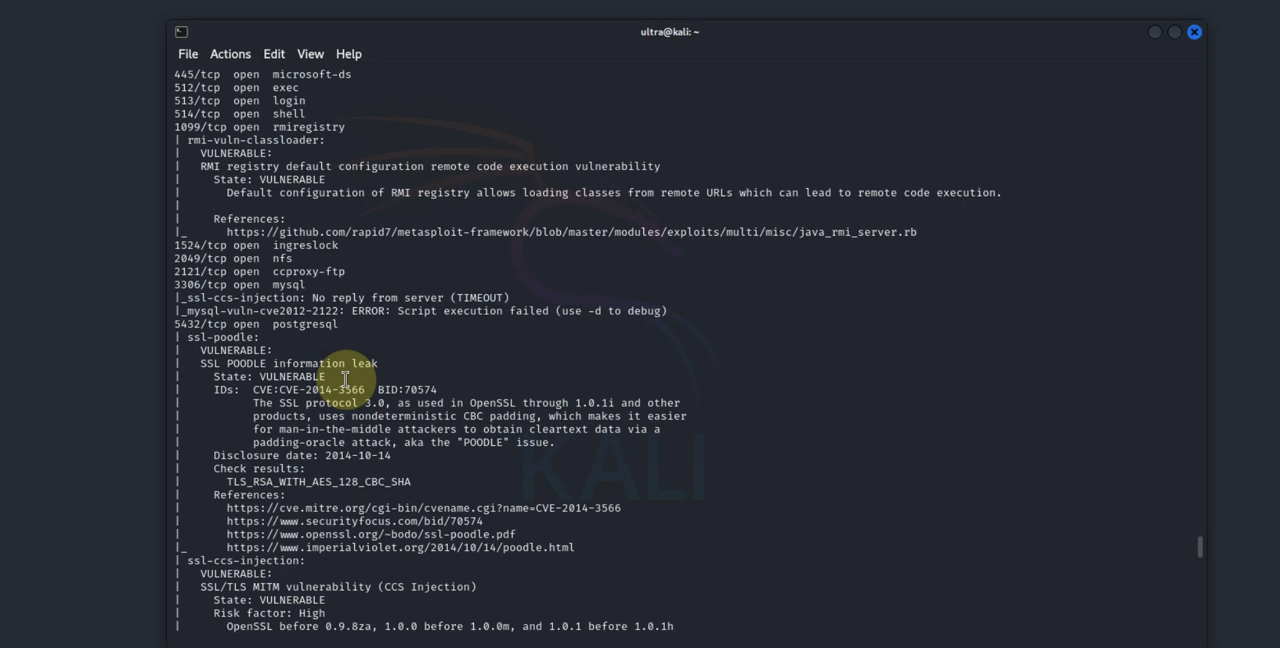 ultra@kali: ~
File Actions Edit View Help
445/tcp  open  microsoft-ds
512/tcp  open  exec
513/tcp  open  login
514/tcp  open  shell
1099/tcp open  rmiregistry
| rmi-vuln-classloader:
|   VULNERABLE:
|   RMI registry default configuration remote code execution vulnerability
|     State: VULNERABLE
|       Default configuration of RMI registry allows loading classes from remote URLs which can lead to remote code execution.
|
|     References:
|_      https://github.com/rapid7/metasploit-framework/blob/master/modules/exploits/multi/misc/java_rmi_server.rb
1524/tcp open  ingreslock
2049/tcp open  nfs
2121/tcp open  ccproxy-ftp
3306/tcp open  mysql
|_ssl-ccs-injection: No reply from server (TIMEOUT)
|_mysql-vuln-cve2012-2122: ERROR: Script execution failed (use -d to debug)
5432/tcp open  postgresql
| ssl-poodle:
|   VULNERABLE:
|   SSL POODLE information leak
|     State: VULNERABLE
|     IDs:  CVE:CVE-2014-3566  BID:70574
|           The SSL protocol 3.0, as used in OpenSSL through 1.0.1i and other
|           products, uses nondeterministic CBC padding, which makes it easier
|           for man-in-the-middle attackers to obtain cleartext data via a
|           padding-oracle attack, aka the "POODLE" issue.
|     Disclosure date: 2014-10-14
|     Check results:
|       TLS_RSA_WITH_AES_128_CBC_SHA
|     References:
|       https://cve.mitre.org/cgi-bin/cvename.cgi?name=CVE-2014-3566
|       https://www.securityfocus.com/bid/70574
|       https://www.openssl.org/~bodo/ssl-poodle.pdf
|_      https://www.imperialviolet.org/2014/10/14/poodle.html
| ssl-ccs-injection:
|   VULNERABLE:
|   SSL/TLS MITM vulnerability (CCS Injection)
|     State: VULNERABLE
|     Risk factor: High
|       OpenSSL before 0.9.8za, 1.0.0 before 1.0.0m, and 1.0.1 before 1.0.1h
KALI